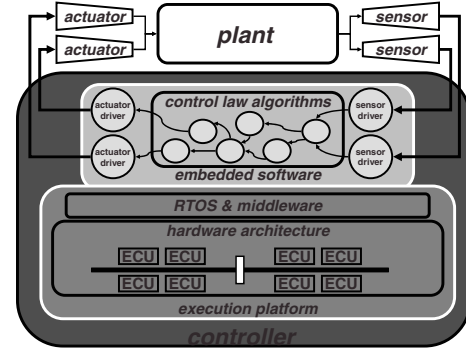 actuator
sensor
plant
actuator
sensor
control law algorithms
actuator
driver
sensor
driver
actuator
driver
sensor
driver
embedded software
RTOS & middleware
hardware architecture
ECU ECU ECU ECU
ECU ECU ECU ECU
execution platform
controller